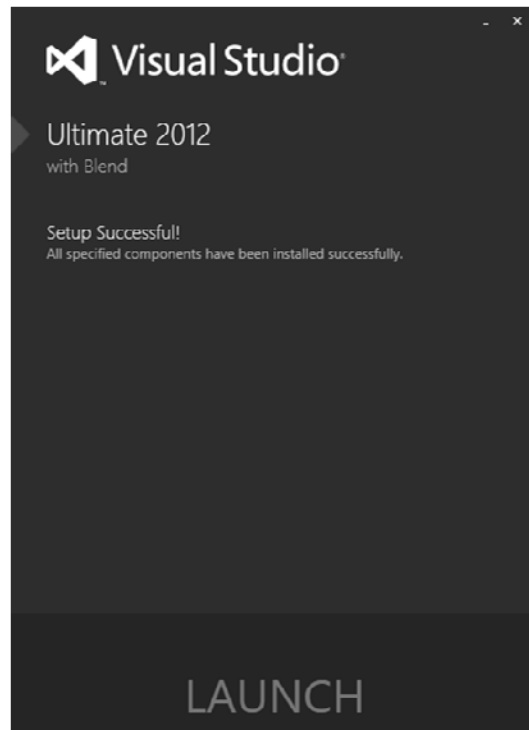 Visual Studio®
Ultimate 2012
with Blend
Setup Successful!
All specified components have been installed successfully.
LAUNCH